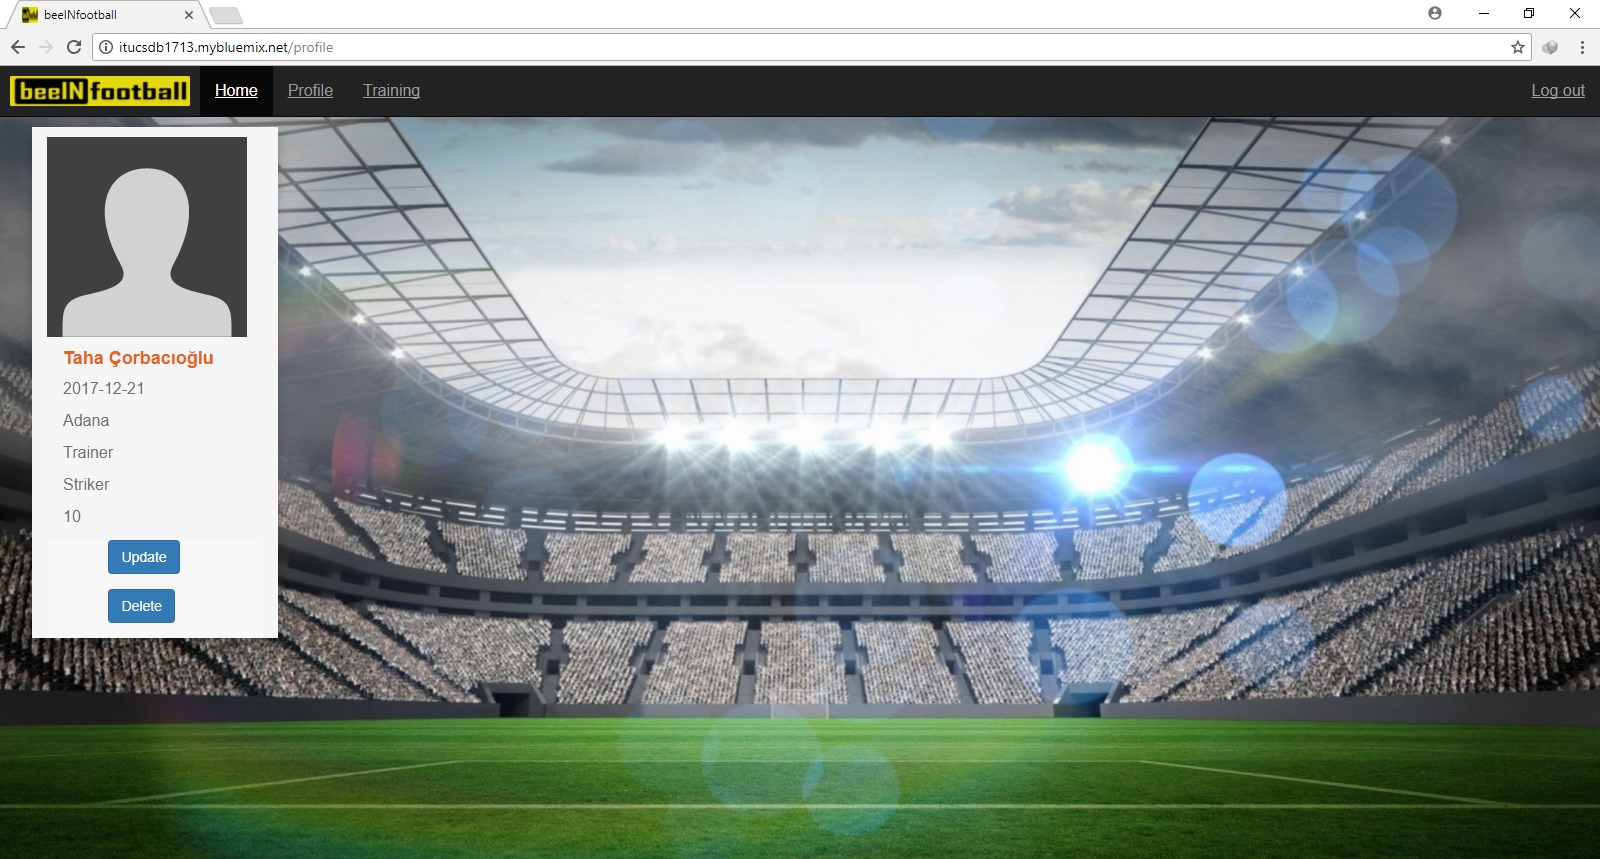 beeINfootball
itucsdb1713.mybluemix.net/profile
beeINfootball Home Profile Training Log out
Taha Çorbacıoğlu
2017-12-21
Adana
Trainer
Striker
10
Update
Delete